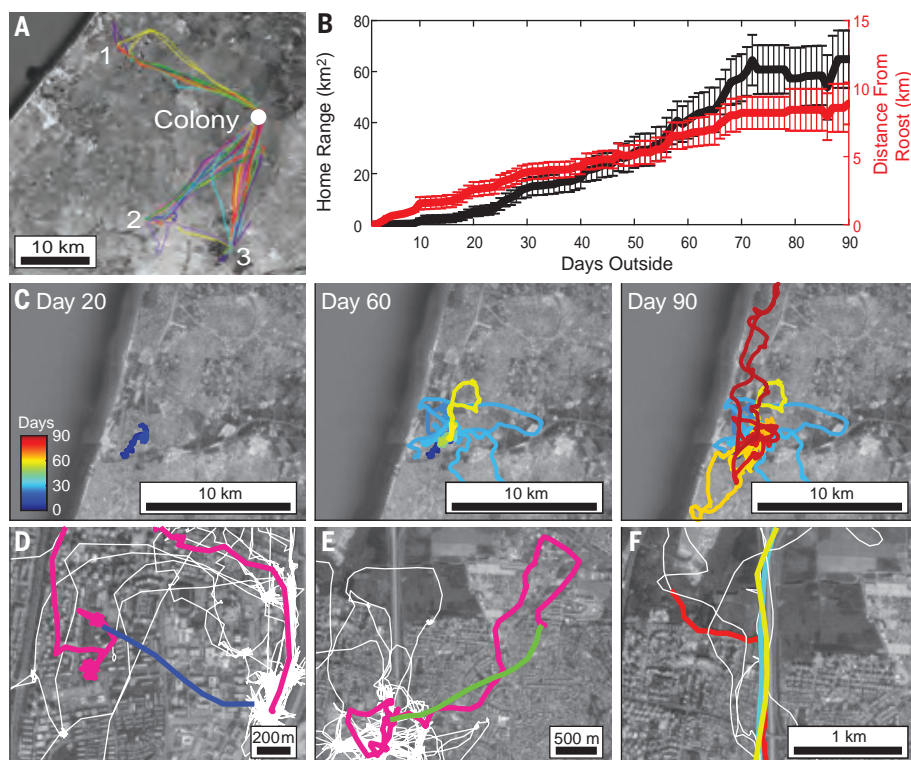 A
1
Colony
2
3
10 km
B
Home Range (km2)
80
60
40
20
0
15
10
5
0
Distance From
Roost (km)
10 20 30 40 50 60 70 80 90
Days Outside
C Day 20
Days
90
60
30
0
10 km
Day 60
10 km
Day 90
10 km
D
200 m
E
500 m
F
1 km